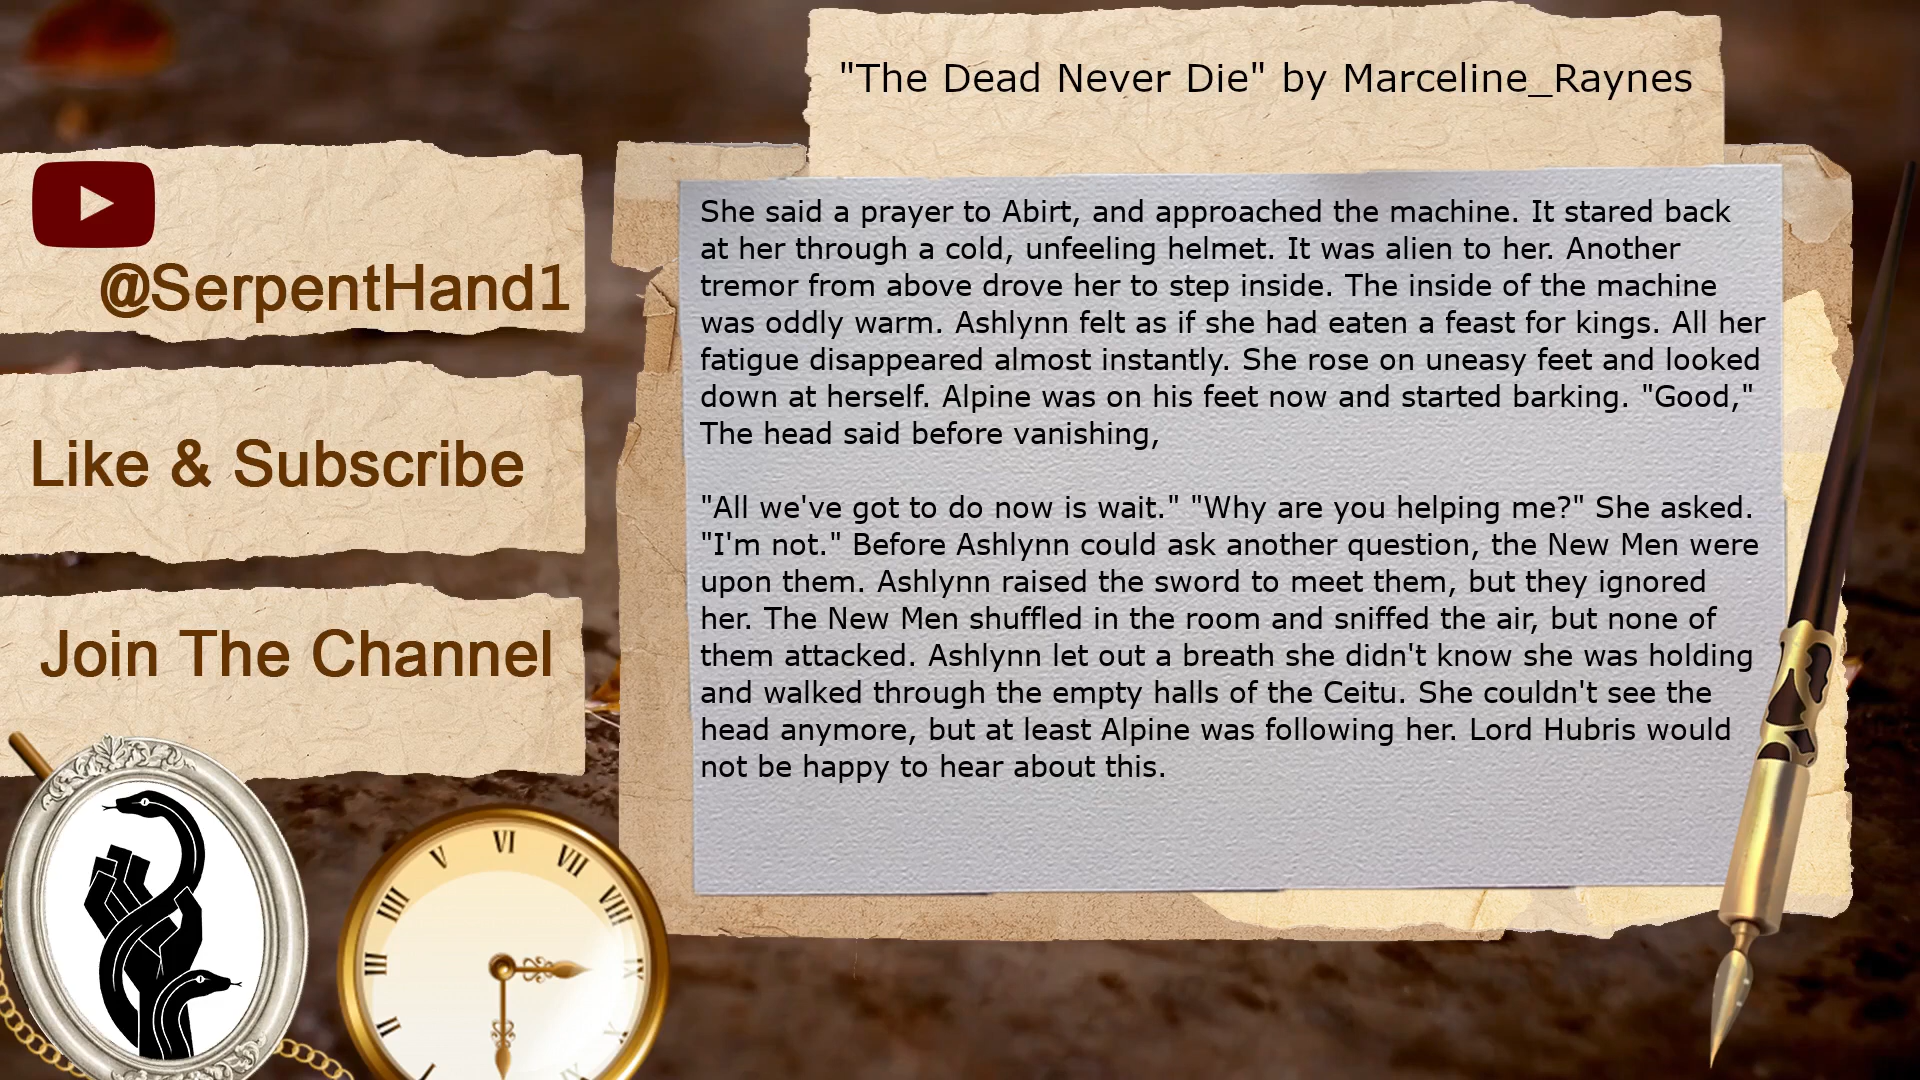 "The Dead Never Die" by Marceline_Raynes
@SerpentHand1
Like & Subscribe
Join The Channel
She said a prayer to Abirt, and approached the machine. It stared back
at her through a cold, unfeeling helmet. It was alien to her. Another
tremor from above drove her to step inside. The inside of the machine
was oddly warm. Ashlynn felt as if she had eaten a feast for kings. All her
fatigue disappeared almost instantly. She rose on uneasy feet and looked
down at herself. Alpine was on his feet now and started barking. "Good,"
The head said before vanishing,
"All we've got to do now is wait." "Why are you helping me?" She asked.
"I'm not." Before Ashlynn could ask another question, the New Men were
upon them. Ashlynn raised the sword to meet them, but they ignored
her. The New Men shuffled in the room and sniffed the air, but none of
them attacked. Ashlynn let out a breath she didn't know she was holding
and walked through the empty halls of the Ceitu. She couldn't see the
head anymore, but at least Alpine was following her. Lord Hubris would
not be happy to hear about this.
II
III
IIII
V
VI
VII
VIII
IX
X